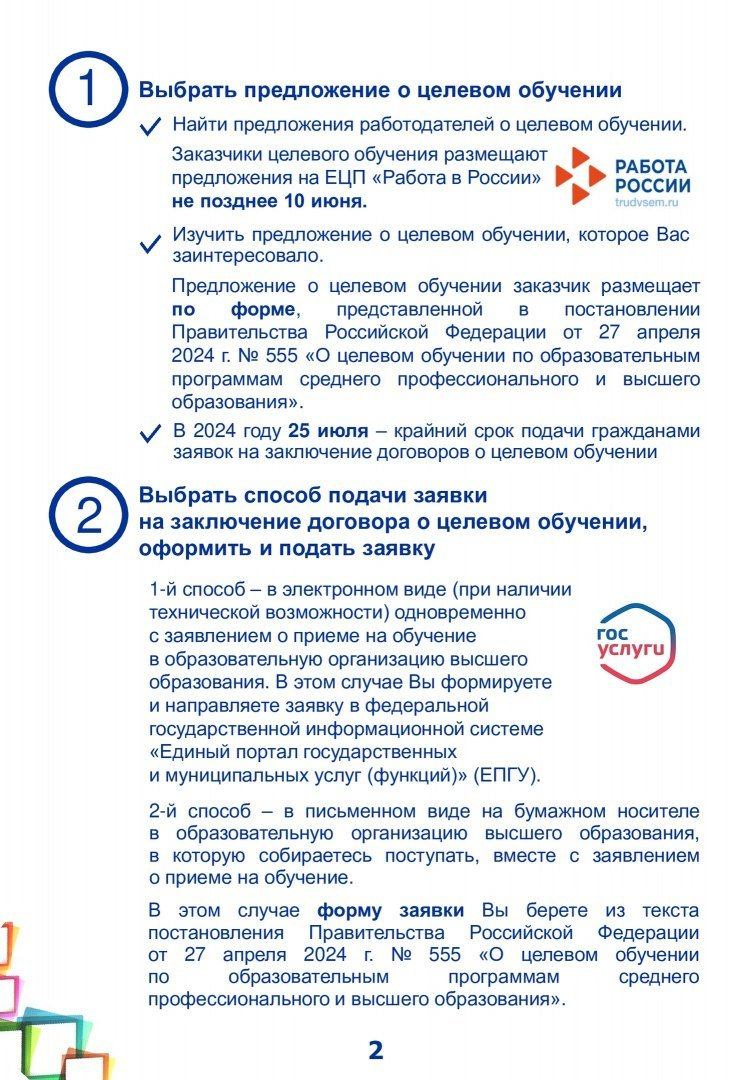 1
Выбрать предложение о целевом обучении
Найти предложения работодателей о целевом обучении.
Заказчики целевого обучения размещают
предложения на ЕЦП «Работа в России»
не позднее 10 июня.
РАБОТА
РОССИИ
trudvsem.ru
Изучить предложение о целевом обучении, которое Вас
заинтересовало.
Предложение о целевом обучении заказчик размещает
по форме, представленной в постановлении
Правительства Российской Федерации от 27 апреля
2024 г. № 555 «О целевом обучении по образовательным
программам среднего профессионального и высшего
образования».
В 2024 году 25 июля – крайний срок подачи гражданами
заявок на заключение договоров о целевом обучении
2
Выбрать способ подачи заявки
на заключение договора о целевом обучении,
оформить и подать заявку
1-й способ – в электронном виде (при наличии
технической возможности) одновременно
с заявлением о приеме на обучение
в образовательную организацию высшего
образования. В этом случае Вы формируете
и направляете заявку в федеральной
государственной информационной системе
«Единый портал государственных
и муниципальных услуг (функций)» (ЕПГУ).
гос
услуги
2-й способ – в письменном виде на бумажном носителе
в образовательную организацию высшего образования,
в которую собираетесь поступать, вместе с заявлением
о приеме на обучение.
В этом случае форму заявки Вы берете из текста
постановления Правительства Российской Федерации
от 27 апреля 2024 г. № 555 «О целевом обучении
по образовательным программам среднего
профессионального и высшего образования».
2